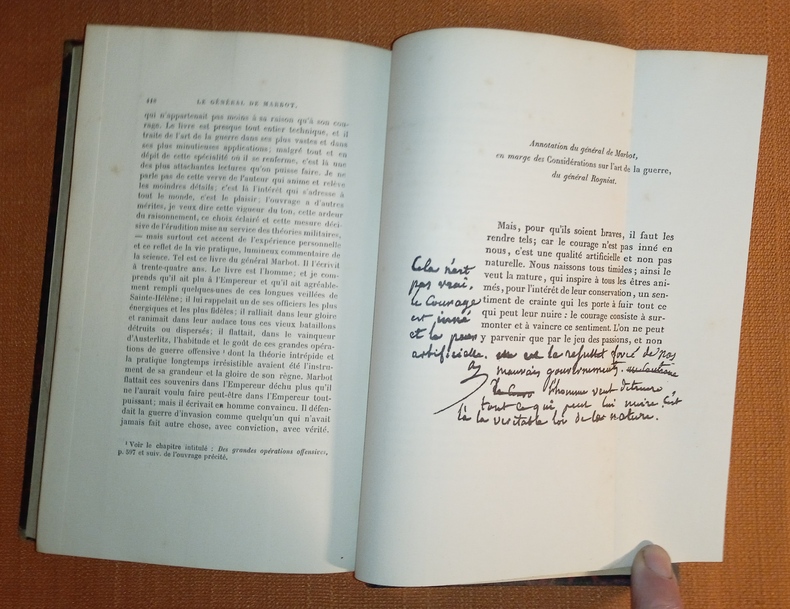 LE GÉNÉRAL DE MARBOT.
qui n'appartenait pas moins à sa raison qu'à son cou-
rage. Le livre est presque tout entier technique, et il
traite de l'art de la guerre dans ses plus vastes et dans
ses plus minutieuses applications; malgré tout et en
dépit de cette spécialité où il se renferme, c'est là une
des plus attachantes lectures qu'on puisse faire. Je ne
parle pas de cette verve de l'auteur qui anime et relève
les moindres détails; c'est là l'intérêt qui s'adresse à
tout le monde, c'est le plaisir; l'ouvrage a d'autres
mérites, je veux dire cette vigueur du ton, cette ardeur
du raisonnement, ce choix éclairé et cette mesure déci-
sive de l'érudition mise au service des théories militaires,
— mais surtout cet accent de l'expérience personnelle
et ce reflet de la vie pratique, lumineux commentaire de
la science. Tel est ce livre du général Marbot. Il l'écrivit
à trente-quatre ans. Le livre est l'homme; et je com-
prends qu'il ait plu à l'Empereur et qu'il ait agréable-
ment rempli quelques-unes de ces longues veillées de
Sainte-Hélène; il lui rappelait un de ses officiers les plus
énergiques et les plus fidèles; il ralliait dans leur gloire
et ranimait dans leur audace tous ces vieux bataillons
détruits ou dispersés; il flattait, dans le vainqueur
d'Austerlitz, l'habitude et le goût de ces grandes opéra-
tions de guerre offensive ¹ dont la théorie intrépide et
la pratique longtemps irrésistible avaient été l'instru-
ment de sa grandeur et la gloire de son règne. Marbot
flattait ces souvenirs dans l'Empereur déchu plus qu'il
ne l'aurait voulu faire peut-être dans l'Empereur tout-
puissant; mais il écrivait en homme convaincu. Il défen-
dait la guerre d'invasion comme quelqu'un qui n'avait
jamais fait autre chose, avec conviction, avec vérité.
¹ Voir le chapitre intitulé : Des grandes opérations offensives,
p. 597 et suiv. de l'ouvrage précité.
Annotation du général de Marbot,
en marge des Considérations sur l'art de la guerre,
du général Rogniat.
Mais, pour qu'ils soient braves, il faut les
rendre tels; car le courage n'est pas inné en
nous, c'est une qualité artificielle et non pas
naturelle. Nous naissons tous timides; ainsi le
veut la nature, qui inspire à tous les êtres ani-
més, pour l'intérêt de leur conservation, un sen-
timent de crainte qui les porte à fuir tout ce
qui peut leur nuire : le courage consiste à sur-
monter et à vaincre ce sentiment. L'on ne peut
y parvenir que par le jeu des passions, et non
Cela n'est
pas vrai,
le Courage
est inné
et la peur
artificielle. elle est le résultat forcé de nos
mauvais gouvernements.
l'homme veut détruire
tout ce qui peut lui nuire. C'est
là la veritable loi de la nature.